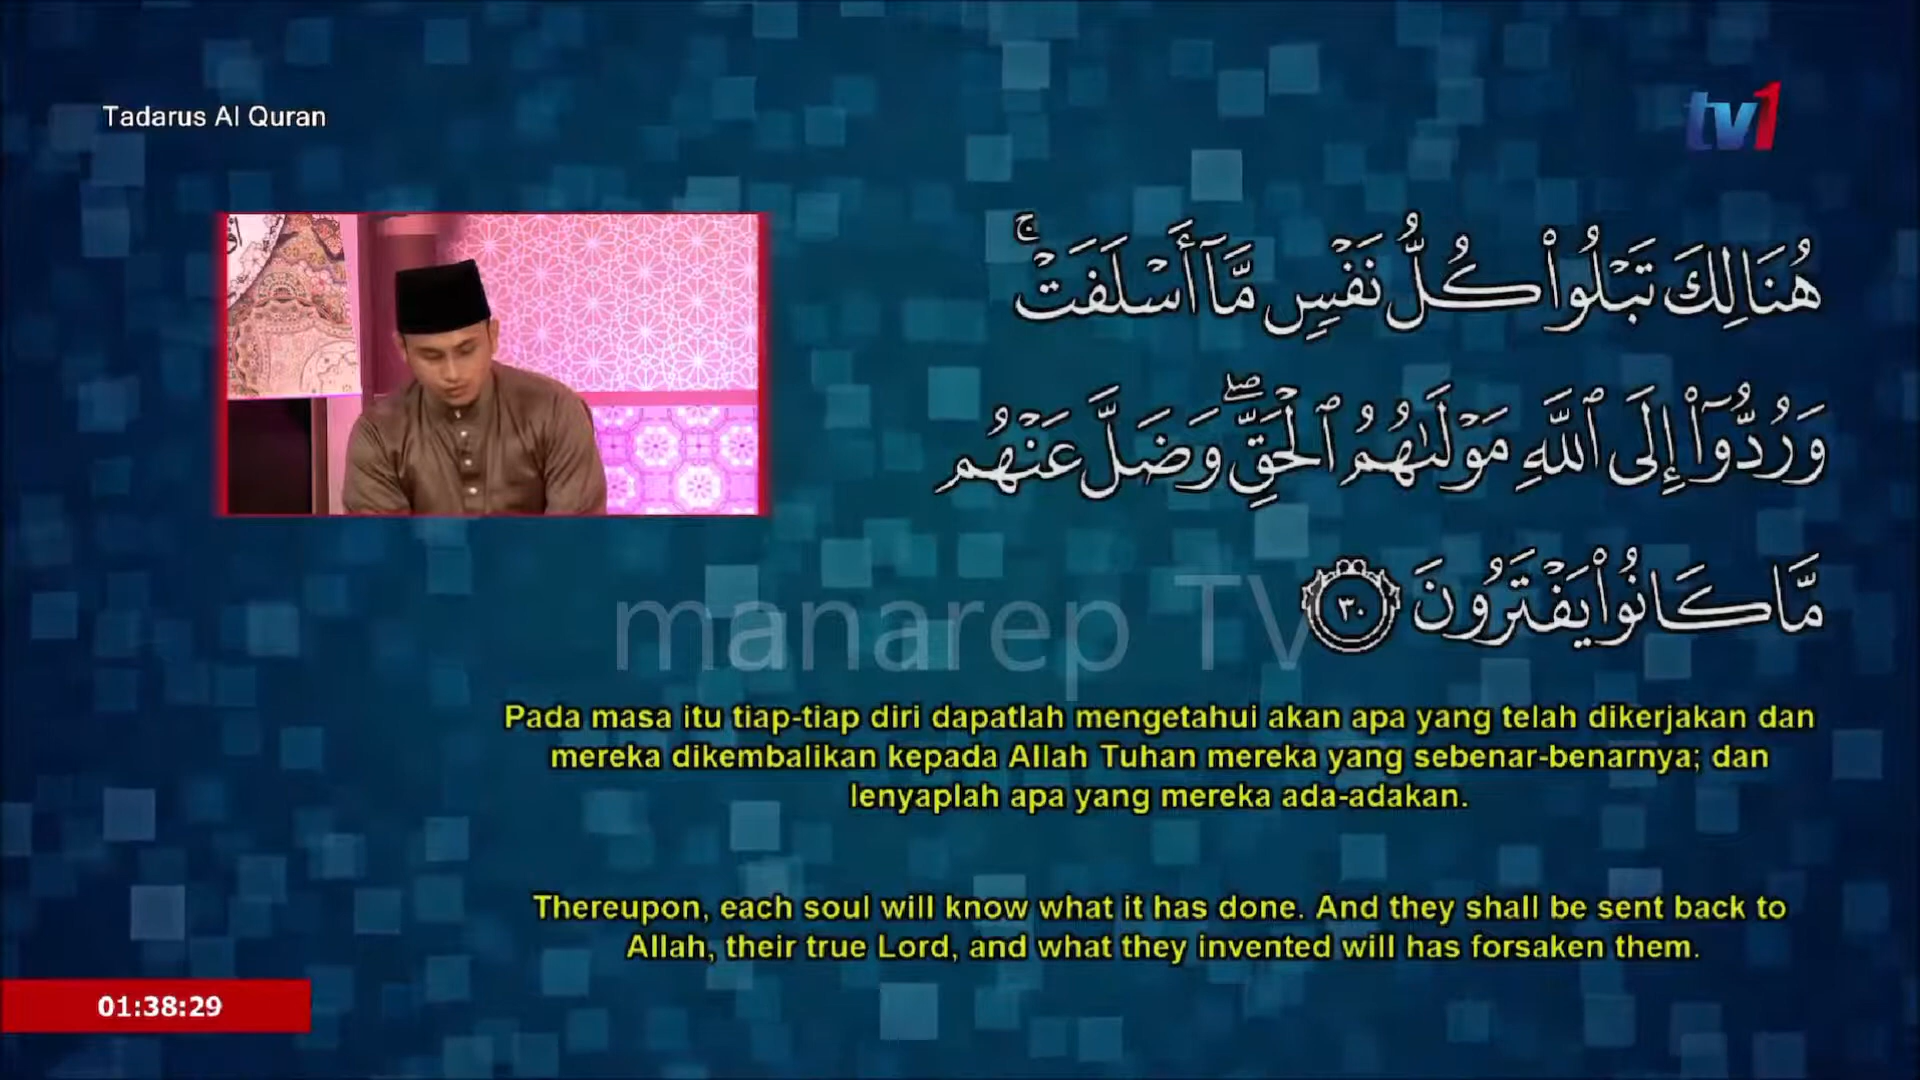 Tadarus Al Quran
tv1
هُنَالِكَ تَبْلُوا۟ كُلُّ نَفْسٍ مَّآ أَسْلَفَتْ ۚ
وَرُدُّوٓا۟ إِلَى ٱللَّهِ مَوْلَىٰهُمُ ٱلْحَقِّ ۖ وَضَلَّ عَنْهُم
مَّا كَانُوا۟ يَفْتَرُونَ ٣٠
manarep TV
Pada masa itu tiap-tiap diri dapatlah mengetahui akan apa yang telah dikerjakan dan
mereka dikembalikan kepada Allah Tuhan mereka yang sebenar-benarnya; dan
lenyaplah apa yang mereka ada-adakan.
Thereupon, each soul will know what it has done. And they shall be sent back to
Allah, their true Lord, and what they invented will has forsaken them.
01:38:29